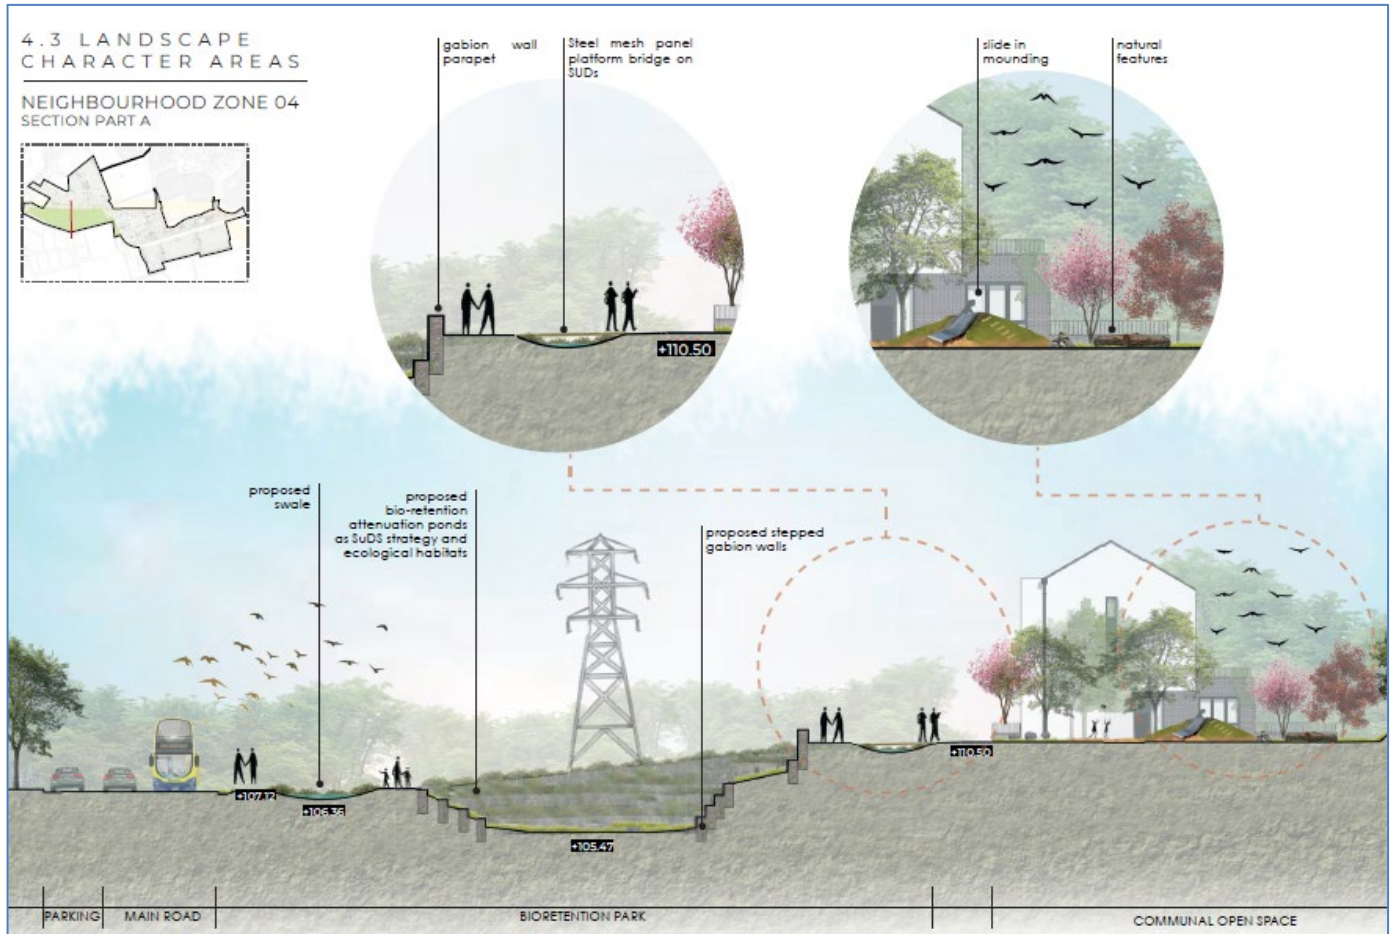 4.3 LANDSCAPE
CHARACTER AREAS
NEIGHBOURHOOD ZONE 04
SECTION PART A
gabion wall
parapet
Steel mesh panel
platform bridge on
SUDs
slide in
mounding
natural
features
+110.50
proposed
swale
proposed
bio-retention
attenuation ponds
as SuDS strategy and
ecological habitats
proposed stepped
gabion walls
+107.12
+106.36
+105.47
+110.50
PARKING
MAIN ROAD
BIORETENTION PARK
COMMUNAL OPEN SPACE